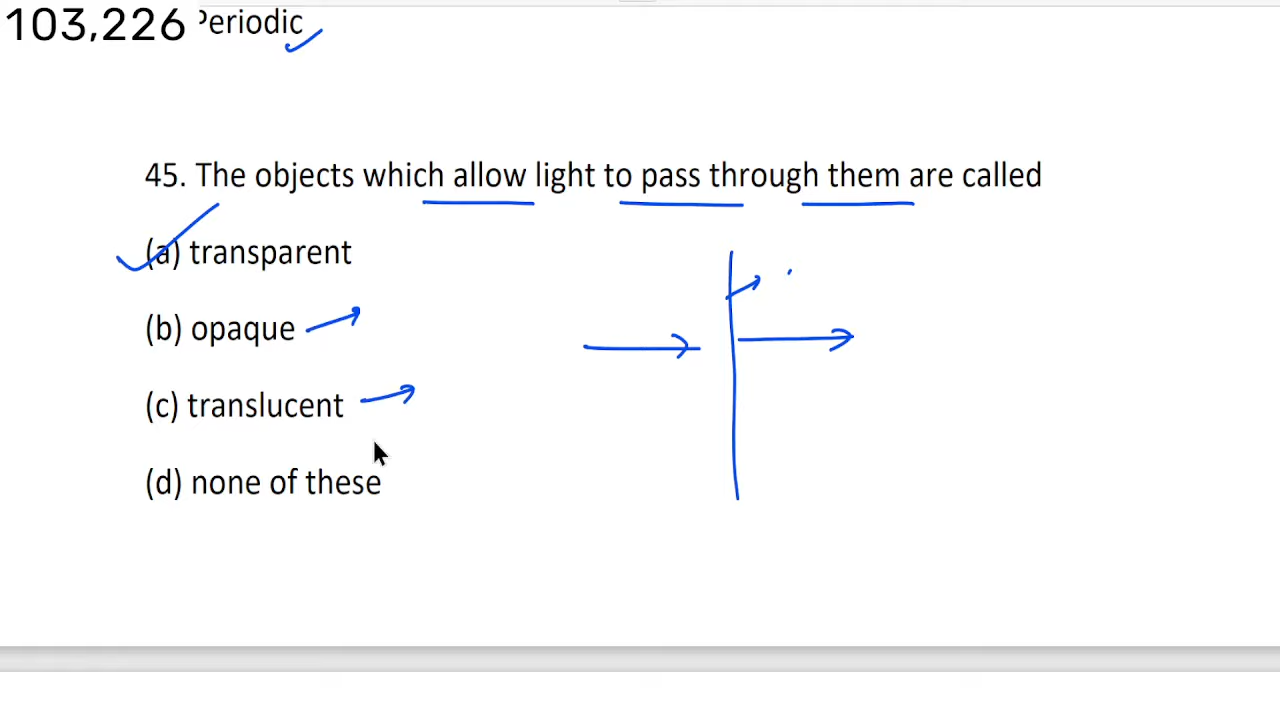 103,226 Periodic
45. The objects which allow light to pass through them are called
(a) transparent
(b) opaque
(c) translucent
(d) none of these